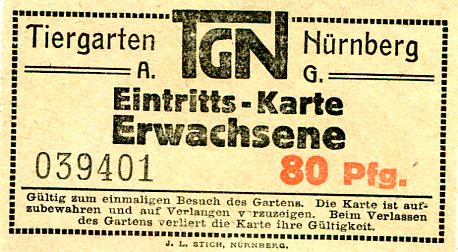 Tiergarten TGN Nürnberg
A. G.
Eintritts-Karte
Erwachsene
039401 80 Pfg.
Gültig zum einmaligen Besuch des Gartens. Die Karte ist auf-
zubewahren und auf Verlangen vorzuzeigen. Beim Verlassen
des Gartens verliert die Karte ihre Gültigkeit.
J. L. STICH, NÜRNBERG.